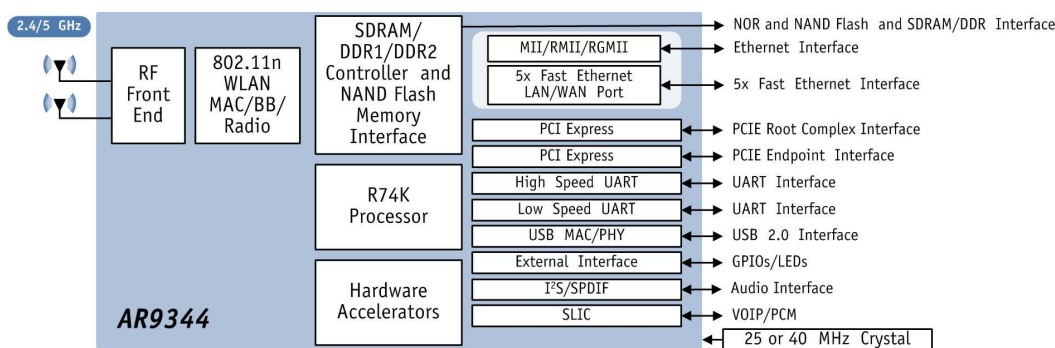 2.4/5 GHz
RF
Front
End
802.11n
WLAN
MAC/BB/
Radio
SDRAM/
DDR1/DDR2
Controller and
NAND Flash
Memory
Interface
R74K
Processor
Hardware
Accelerators
AR9344
MII/RMII/RGMII
5x Fast Ethernet
LAN/WAN Port
PCI Express
PCI Express
High Speed UART
Low Speed UART
USB MAC/PHY
External Interface
I²S/SPDIF
SLIC
NOR and NAND Flash and SDRAM/DDR Interface
Ethernet Interface
5x Fast Ethernet Interface
PCIE Root Complex Interface
PCIE Endpoint Interface
UART Interface
UART Interface
USB 2.0 Interface
GPIOs/LEDs
Audio Interface
VOIP/PCM
25 or 40 MHz Crystal